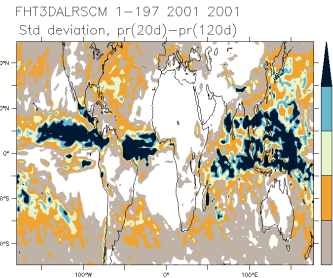 FHT3DALRSCM 1-197 2001 2001
Std deviation, pr(20d)-pr(120d)
0°
100°W
0°
100°E